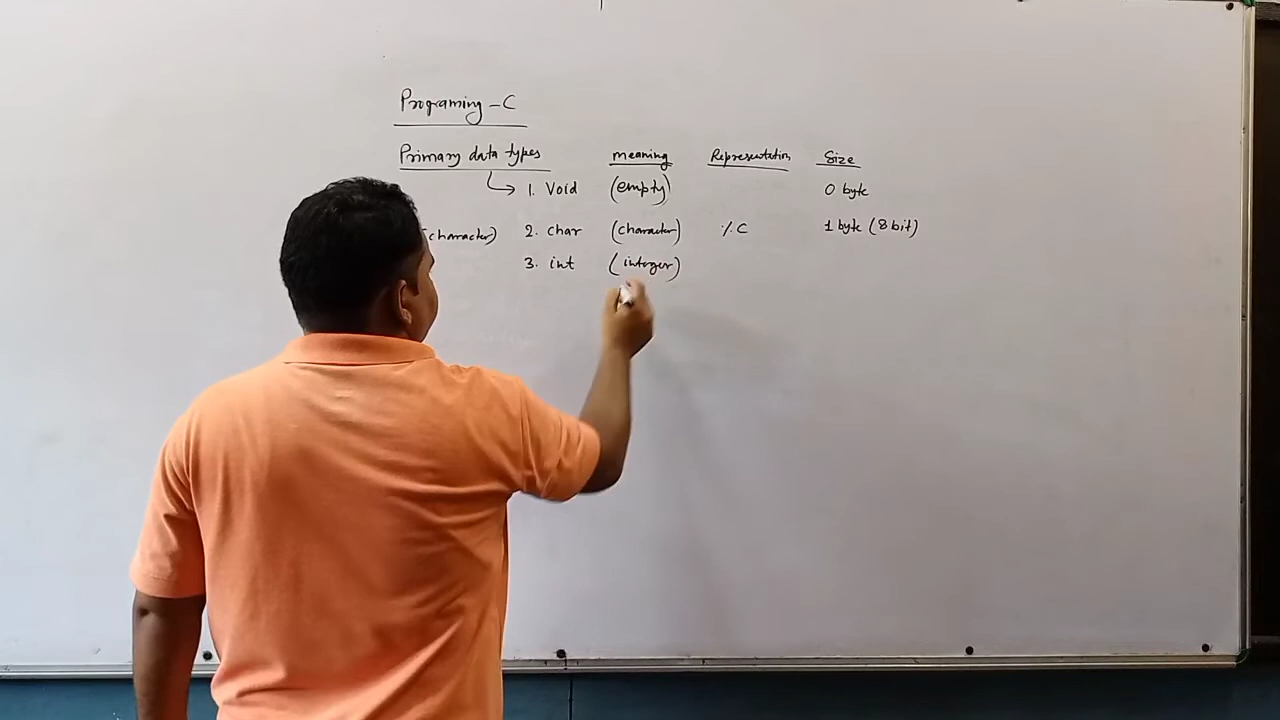 Programing - C
Primary data types meaning Representation Size
1. Void (empty) 0 byte
(character) 2. char (character) %C 1 byte (8 bit)
3. int (integer)